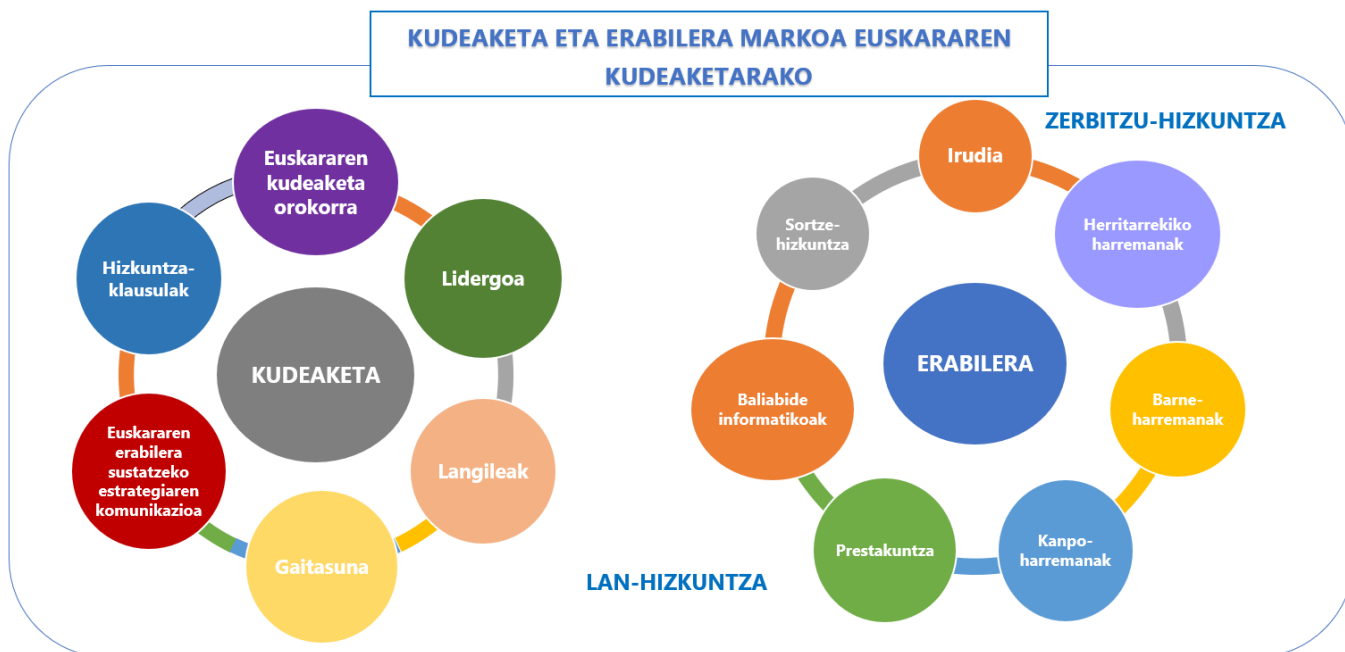 KUDEAKETA ETA ERABILERA MARKOA EUSKARAREN
KUDEAKETARAKO
Euskararen
kudeaketa
orokorra
Lidergoa
Langileak
Gaitasuna
Euskararen
erabilera
sustatzeko
estrategiaren
komunikazioa
Hizkuntza-
klausulak
KUDEAKETA
ZERBITZU-HIZKUNTZA
Irudia
Herritarrekiko
harremanak
Barne-
harremanak
Kanpo-
harremanak
Prestakuntza
Baliabide
informatikoak
Sortze-
hizkuntza
ERABILERA
LAN-HIZKUNTZA